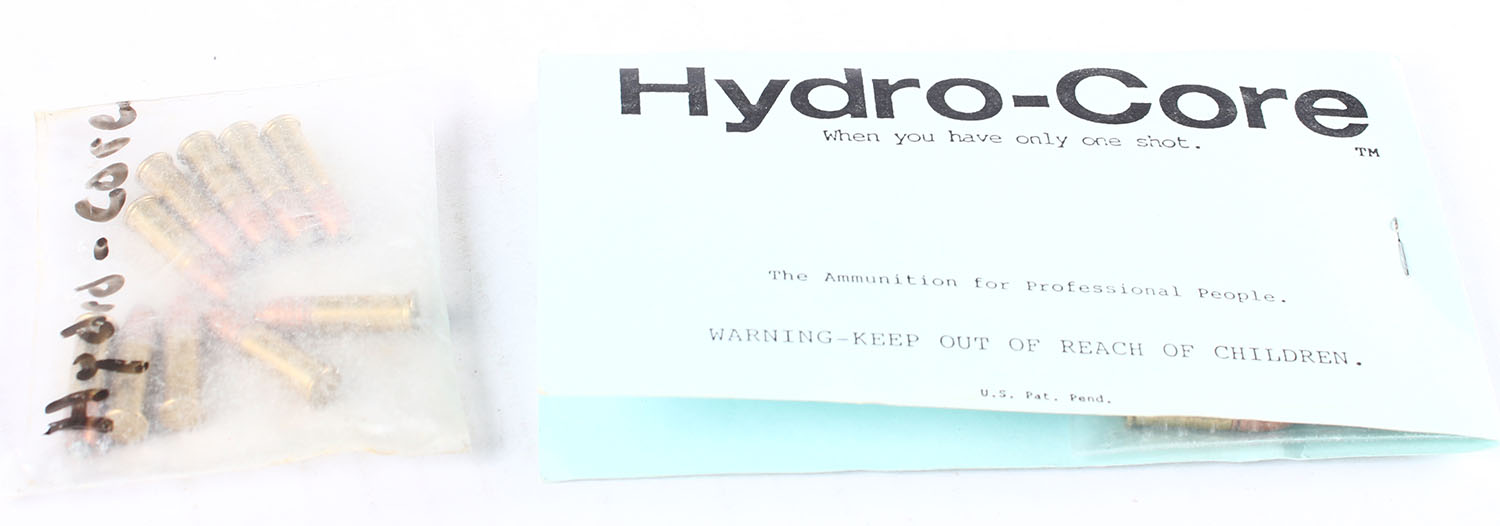 Hydro-Core
Hydro-Core
TM
When you have only one shot.
The Ammunition for Professional People.
WARNING-KEEP OUT OF REACH OF CHILDREN.
U.S. Pat. Pend.